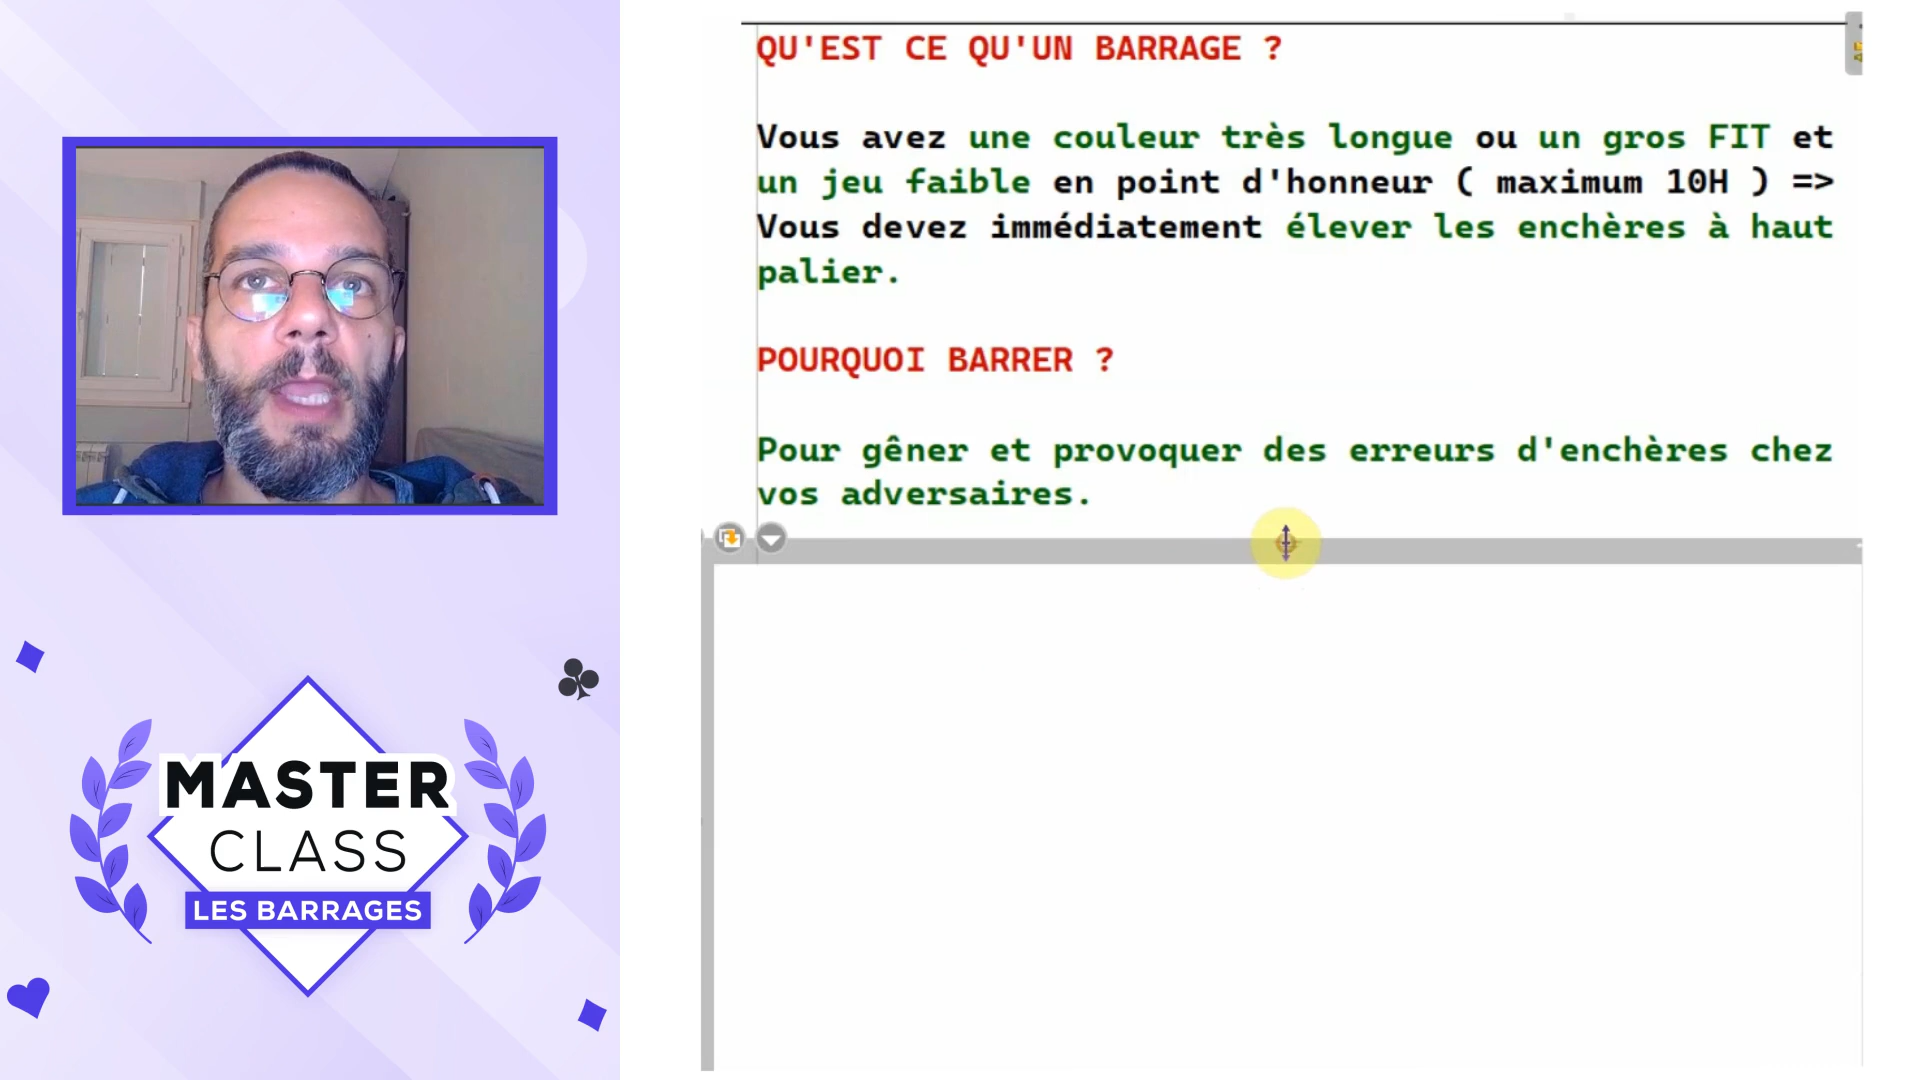 QU'EST CE QU'UN BARRAGE ?
Vous avez une couleur très longue ou un gros FIT et
un jeu faible en point d'honneur ( maximum 10H ) =>
Vous devez immédiatement élever les enchères à haut
palier.
POURQUOI BARRER ?
Pour gêner et provoquer des erreurs d'enchères chez
vos adversaires.
MASTER
CLASS
LES BARRAGES